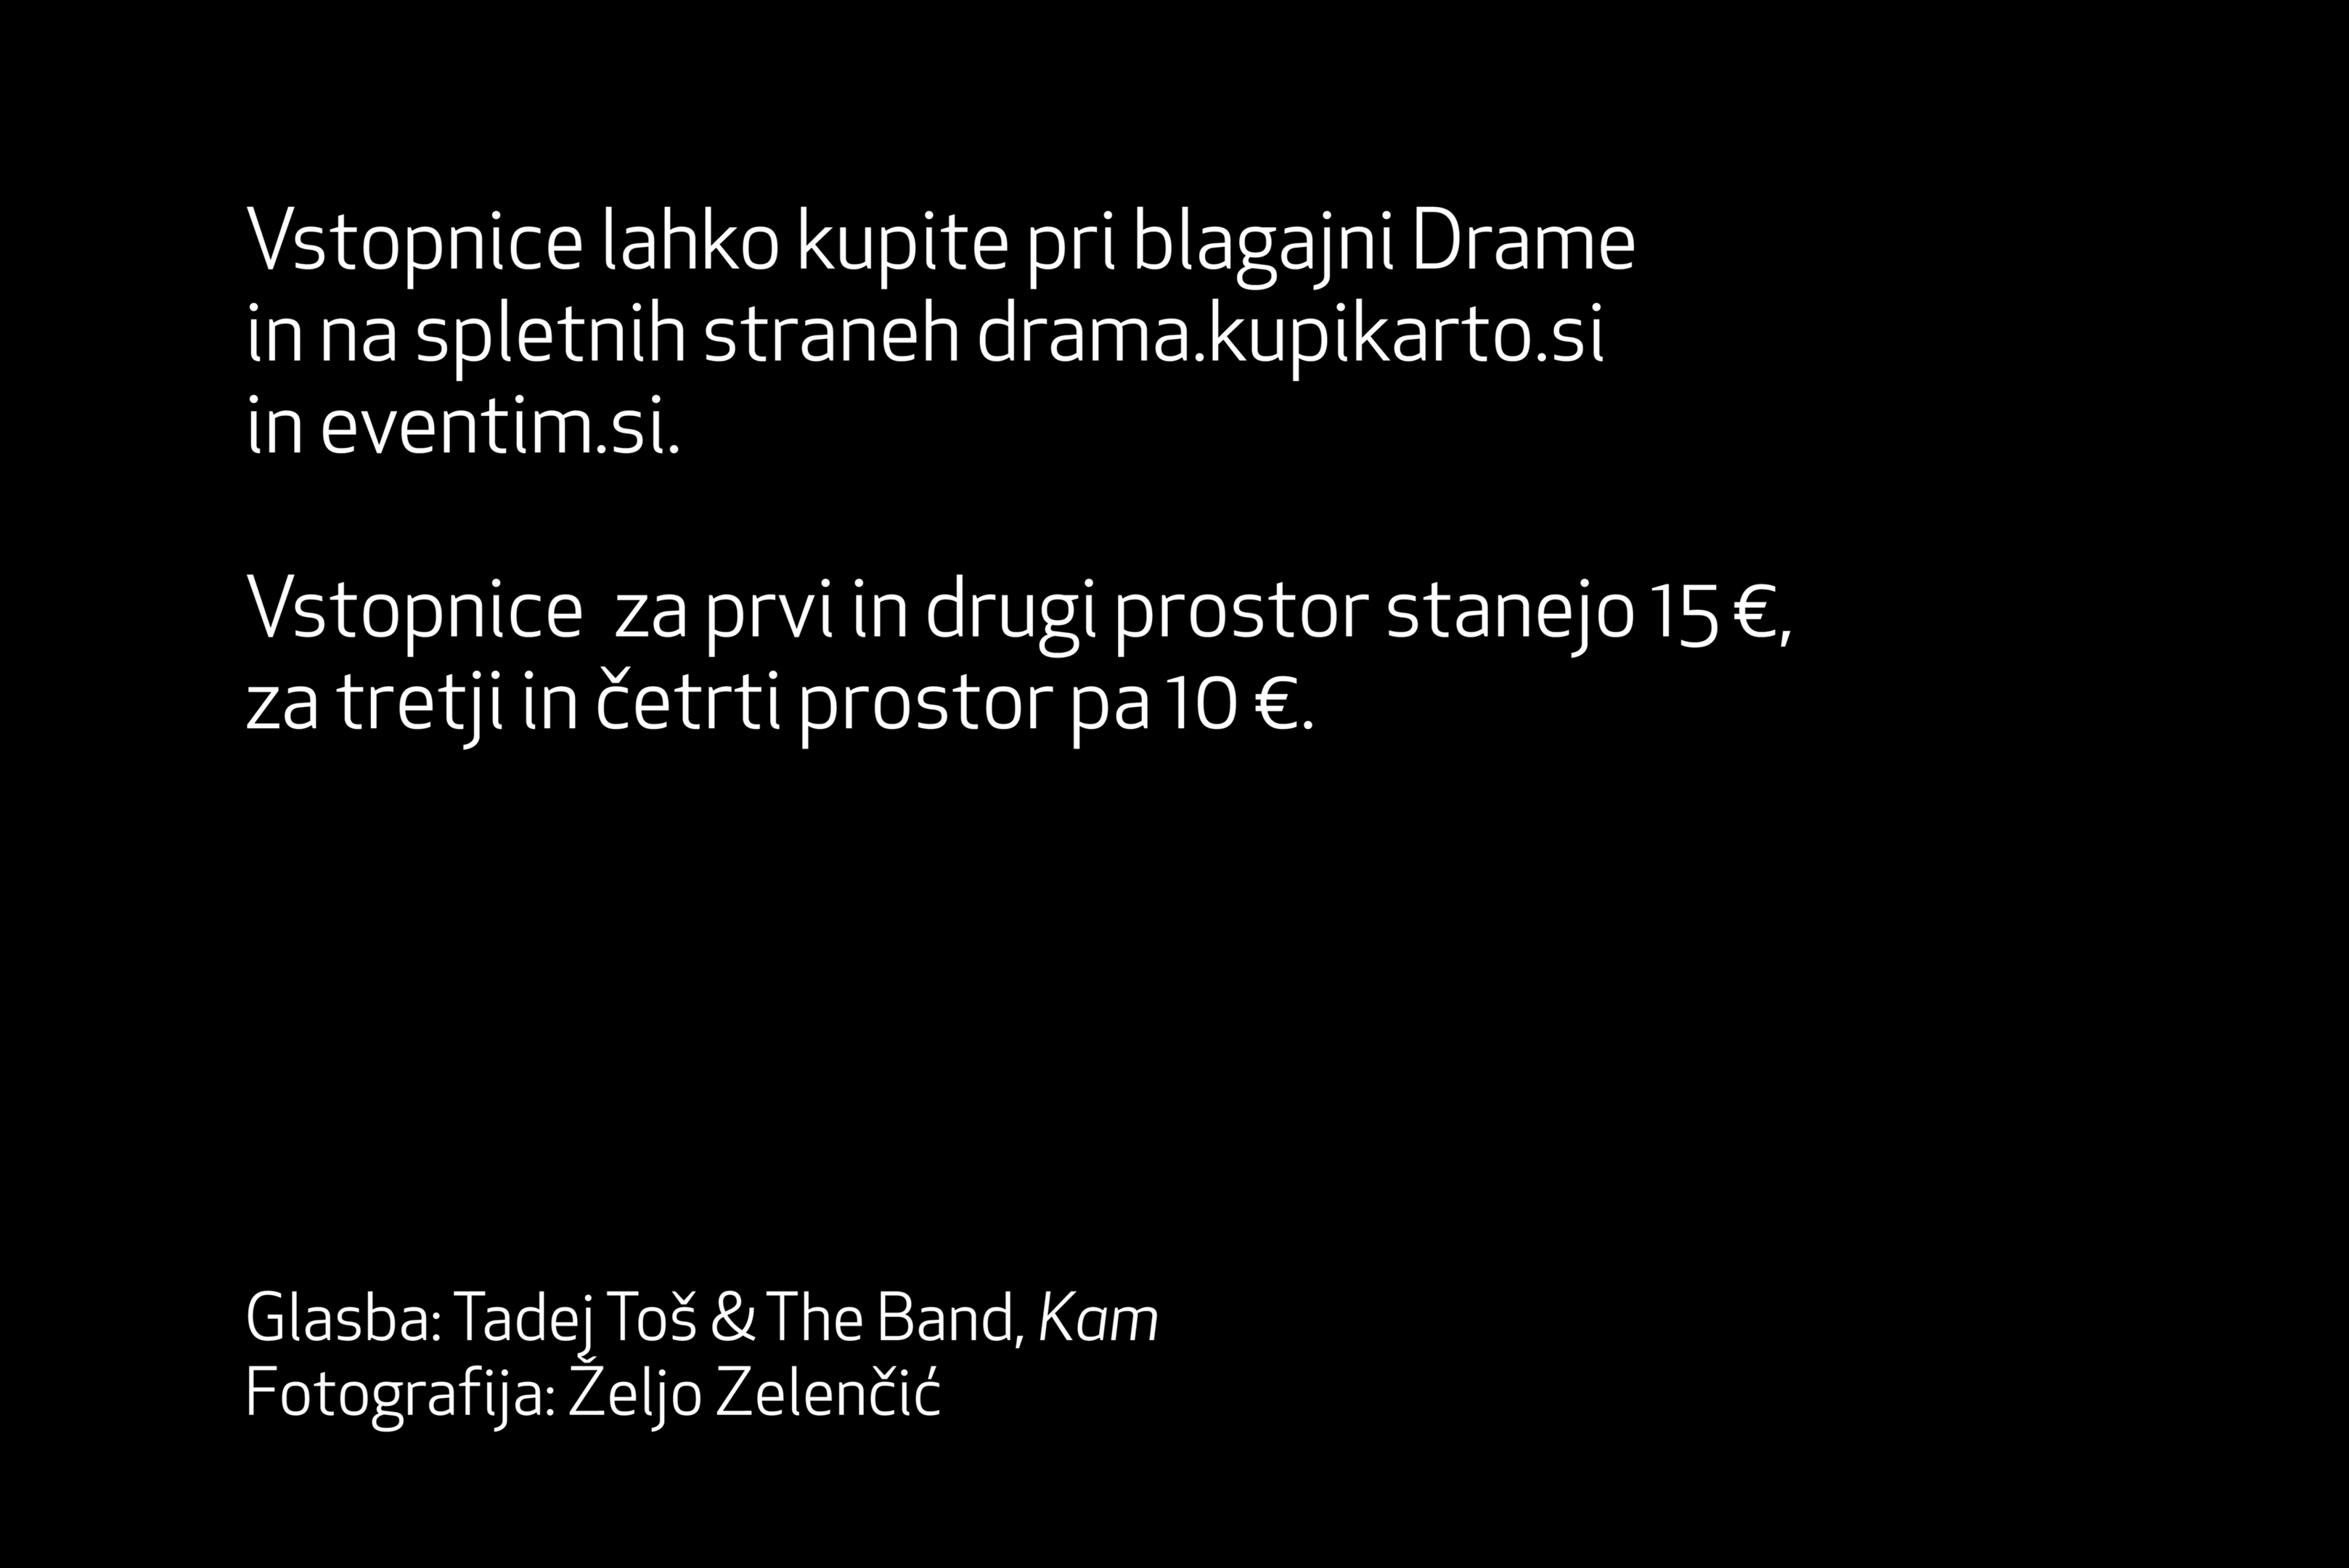 Vstopnice lahko kupite pri blagajni Drame
in na spletnih straneh drama.kupikarto.si
in eventim.si.
Vstopnice  za prvi in drugi prostor stanejo 15 €,
za tretji in četrti prostor pa 10 €.
Glasba: Tadej Toš & The Band, Kam
Fotografija: Željo Zelenčić